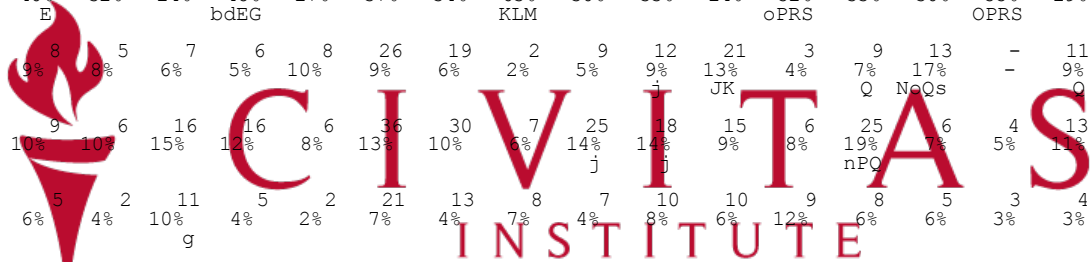 E bdEG KLM oPRS OPRS
8 5 7 6 8 26 19 2 9 12 21 3 9 13 - 11
9% 8% 6% 5% 10% 9% 6% 2% 5% 9% 13% 4% 7% 17% - 9%
j JK Q NoQs Q
9 6 16 16 6 36 30 7 25 18 15 6 25 6 4 13
10% 10% 15% 12% 8% 13% 10% 6% 14% 14% 9% 8% 19% 7% 5% 11%
j j nPQ
5 2 11 5 2 21 13 8 7 10 10 9 8 5 3 4
6% 4% 10% 4% 2% 7% 4% 7% 4% 8% 6% 12% 6% 6% 3% 3%
g
CIVITAS
INSTITUTE